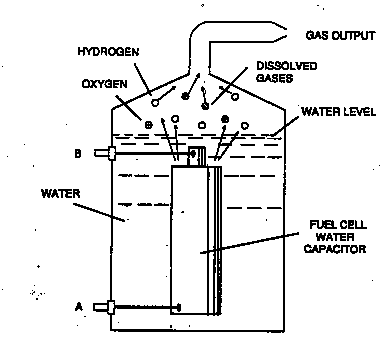 GAS OUTPUT
HYDROGEN
DISSOLVED
GASES
OXYGEN
WATER LEVEL
B
WATER
FUEL CELL
WATER
CAPACITOR
A